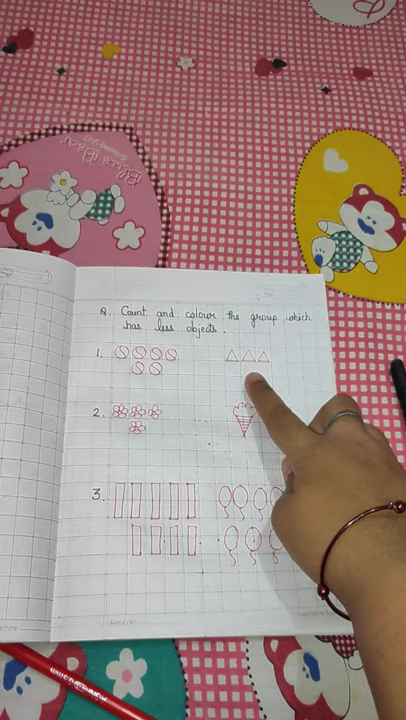 Blue Bear
Q. Count and colour the group which
has less objects.
1.
2.
3.